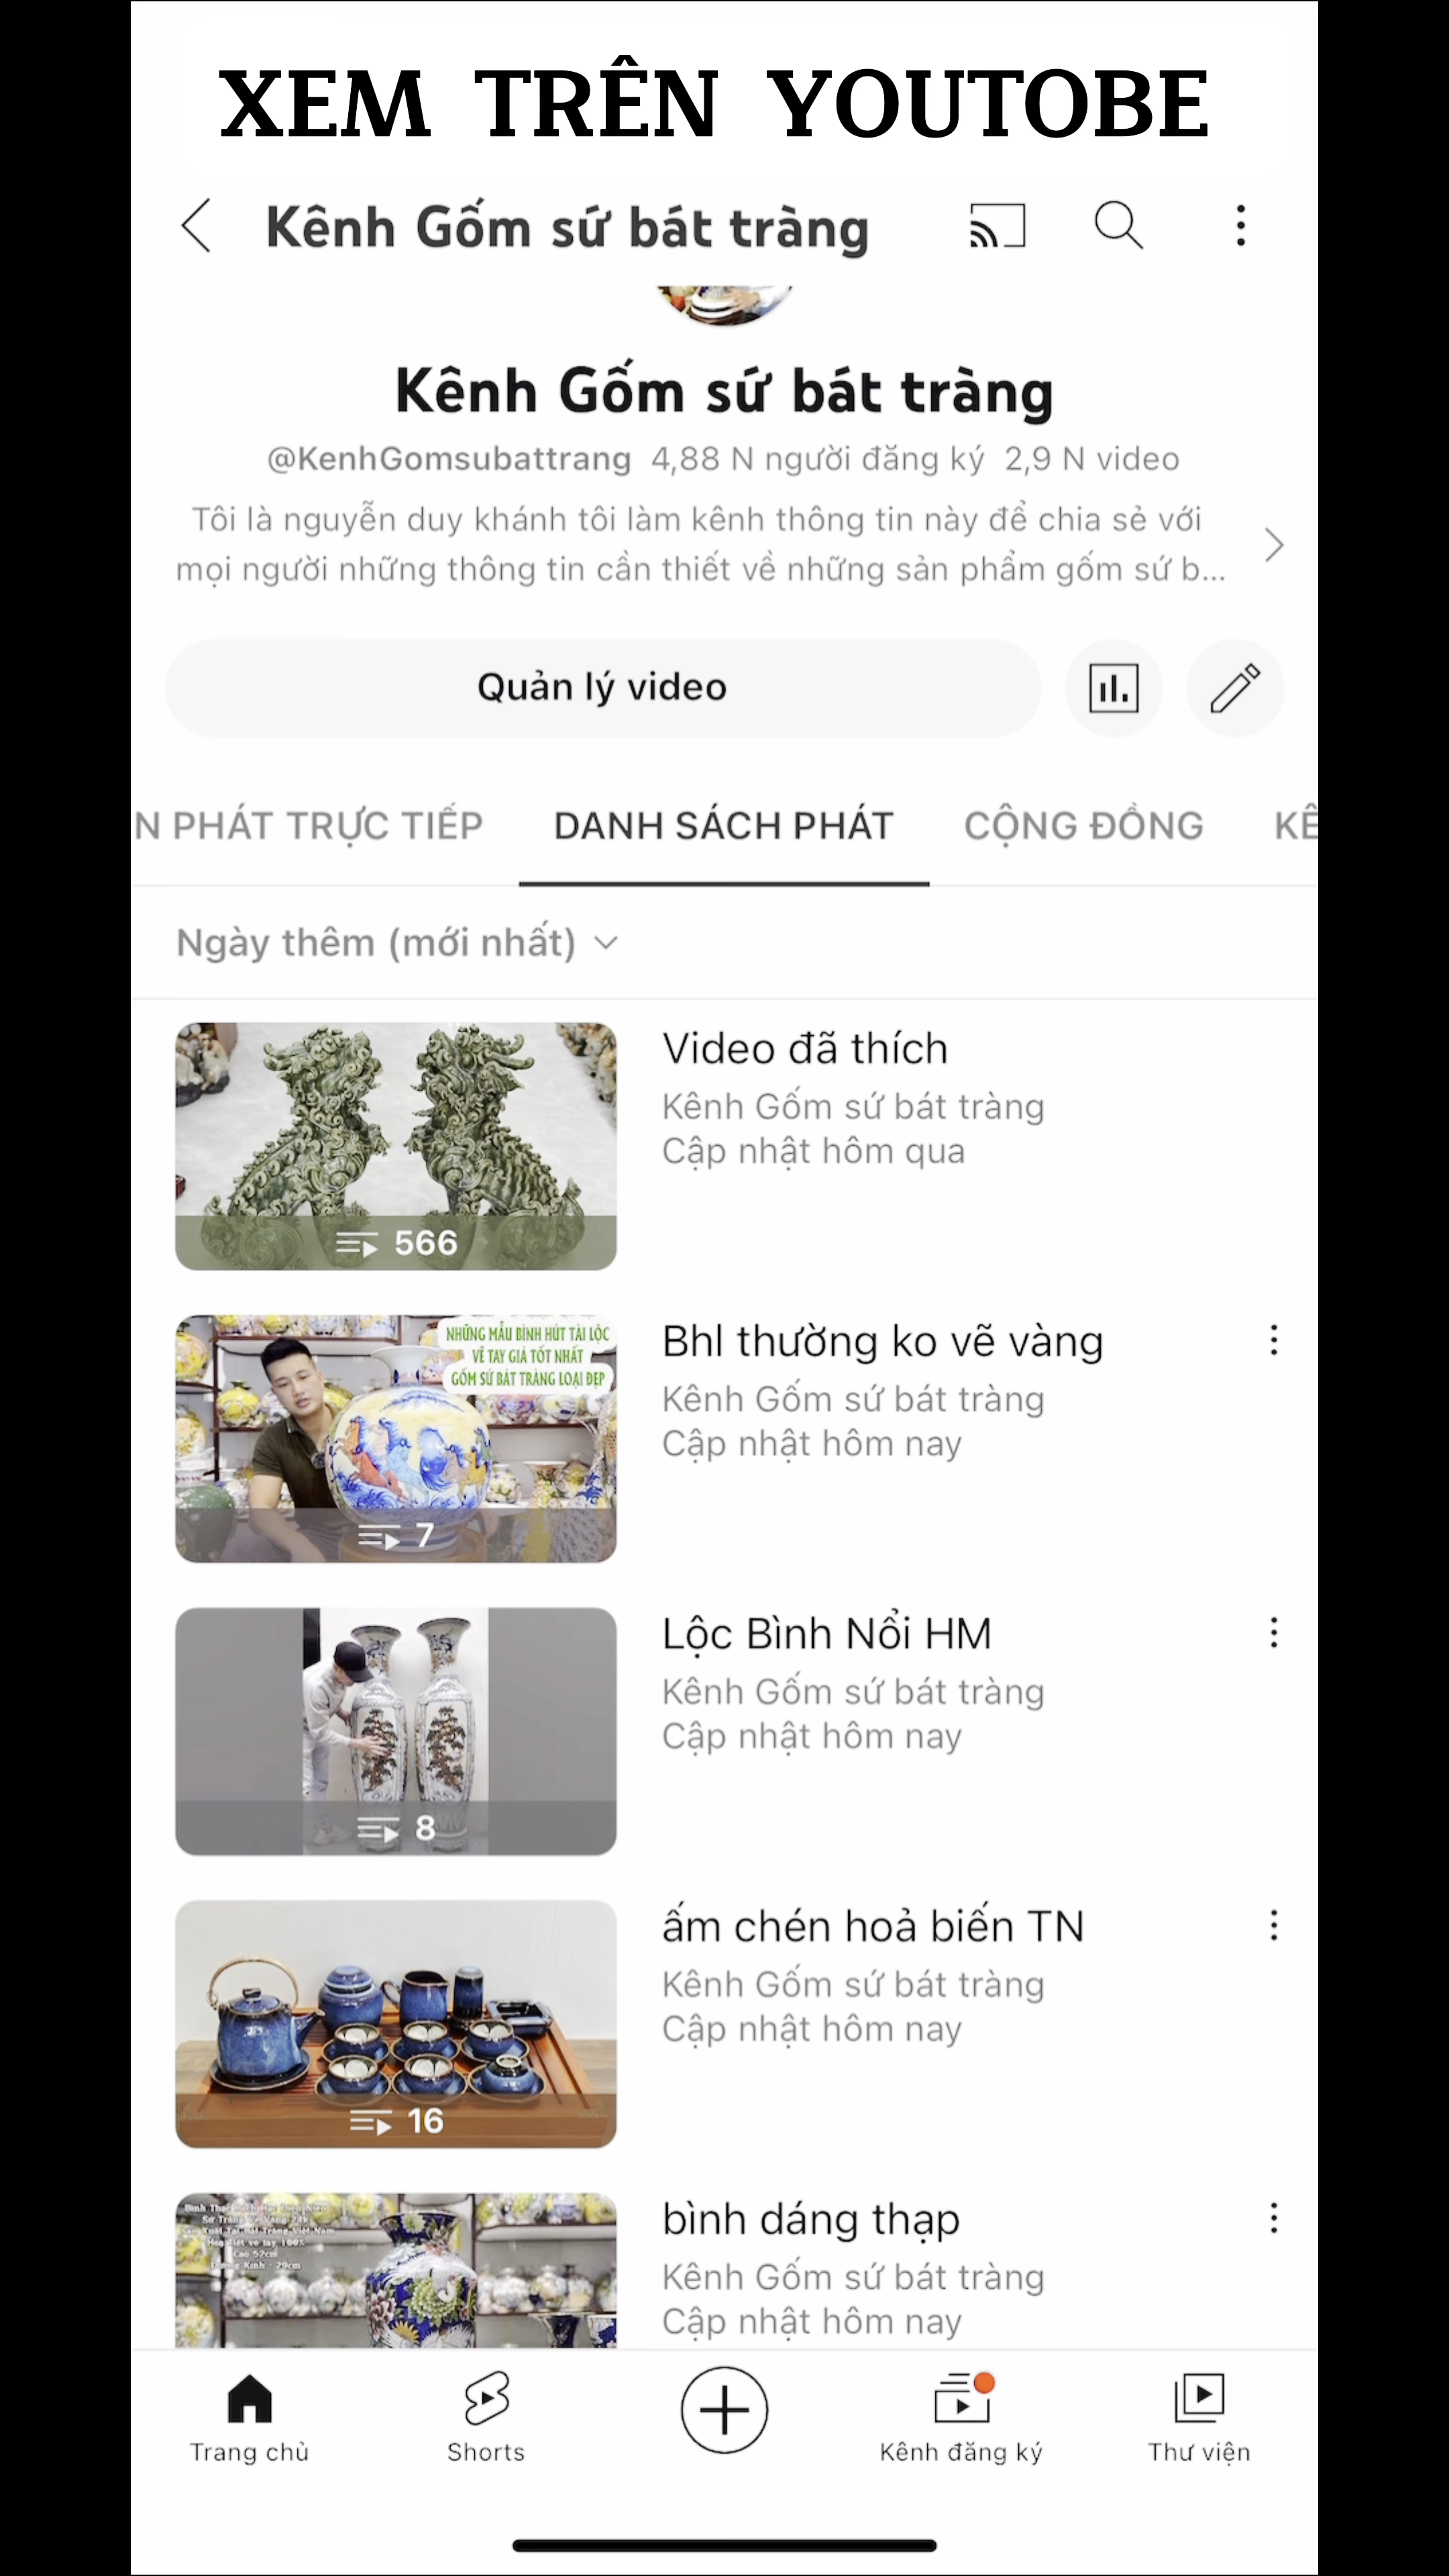 XEM TRÊN YOUTOBE
Kênh Gốm sứ bát tràng
Kênh Gốm sứ bát tràng
@KenhGomsubattrang 4,88 N người đăng ký 2,9 N video
Tôi là nguyễn duy khánh tôi làm kênh thông tin này để chia sẻ với
mọi người những thông tin cần thiết về những sản phẩm gốm sứ b...
Quản lý video
N PHÁT TRỰC TIẾP DANH SÁCH PHÁT CỘNG ĐỒNG KÊ
Ngày thêm (mới nhất)
566
Video đã thích
Kênh Gốm sứ bát tràng
Cập nhật hôm qua
NHỮNG MẪU BÌNH HÚT TÀI LỘC
VẼ TAY GIÁ TỐT NHẤT
GỐM SỨ BÁT TRÀNG LOẠI ĐẸP
7
Bhl thường ko vẽ vàng
Kênh Gốm sứ bát tràng
Cập nhật hôm nay
8
Lộc Bình Nổi HM
Kênh Gốm sứ bát tràng
Cập nhật hôm nay
16
ấm chén hoả biến TN
Kênh Gốm sứ bát tràng
Cập nhật hôm nay
Cao 52cm
bình dáng thạp
Kênh Gốm sứ bát tràng
Cập nhật hôm nay
Trang chủ Shorts Kênh đăng ký Thư viện